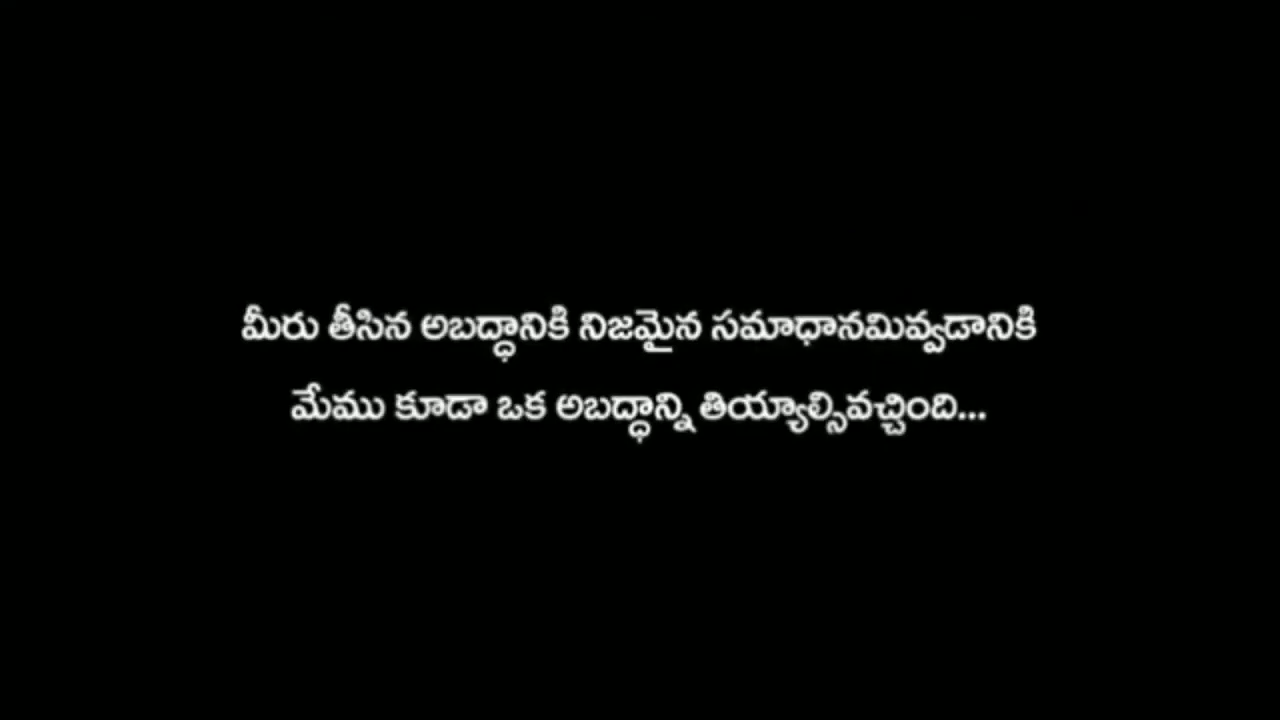 మీరు తీసిన అబద్ధానికి నిజమైన సమాధానమివ్వడానికి
మేము కూడా ఒక అబద్ధాన్ని తియ్యాల్సివచ్చింది...